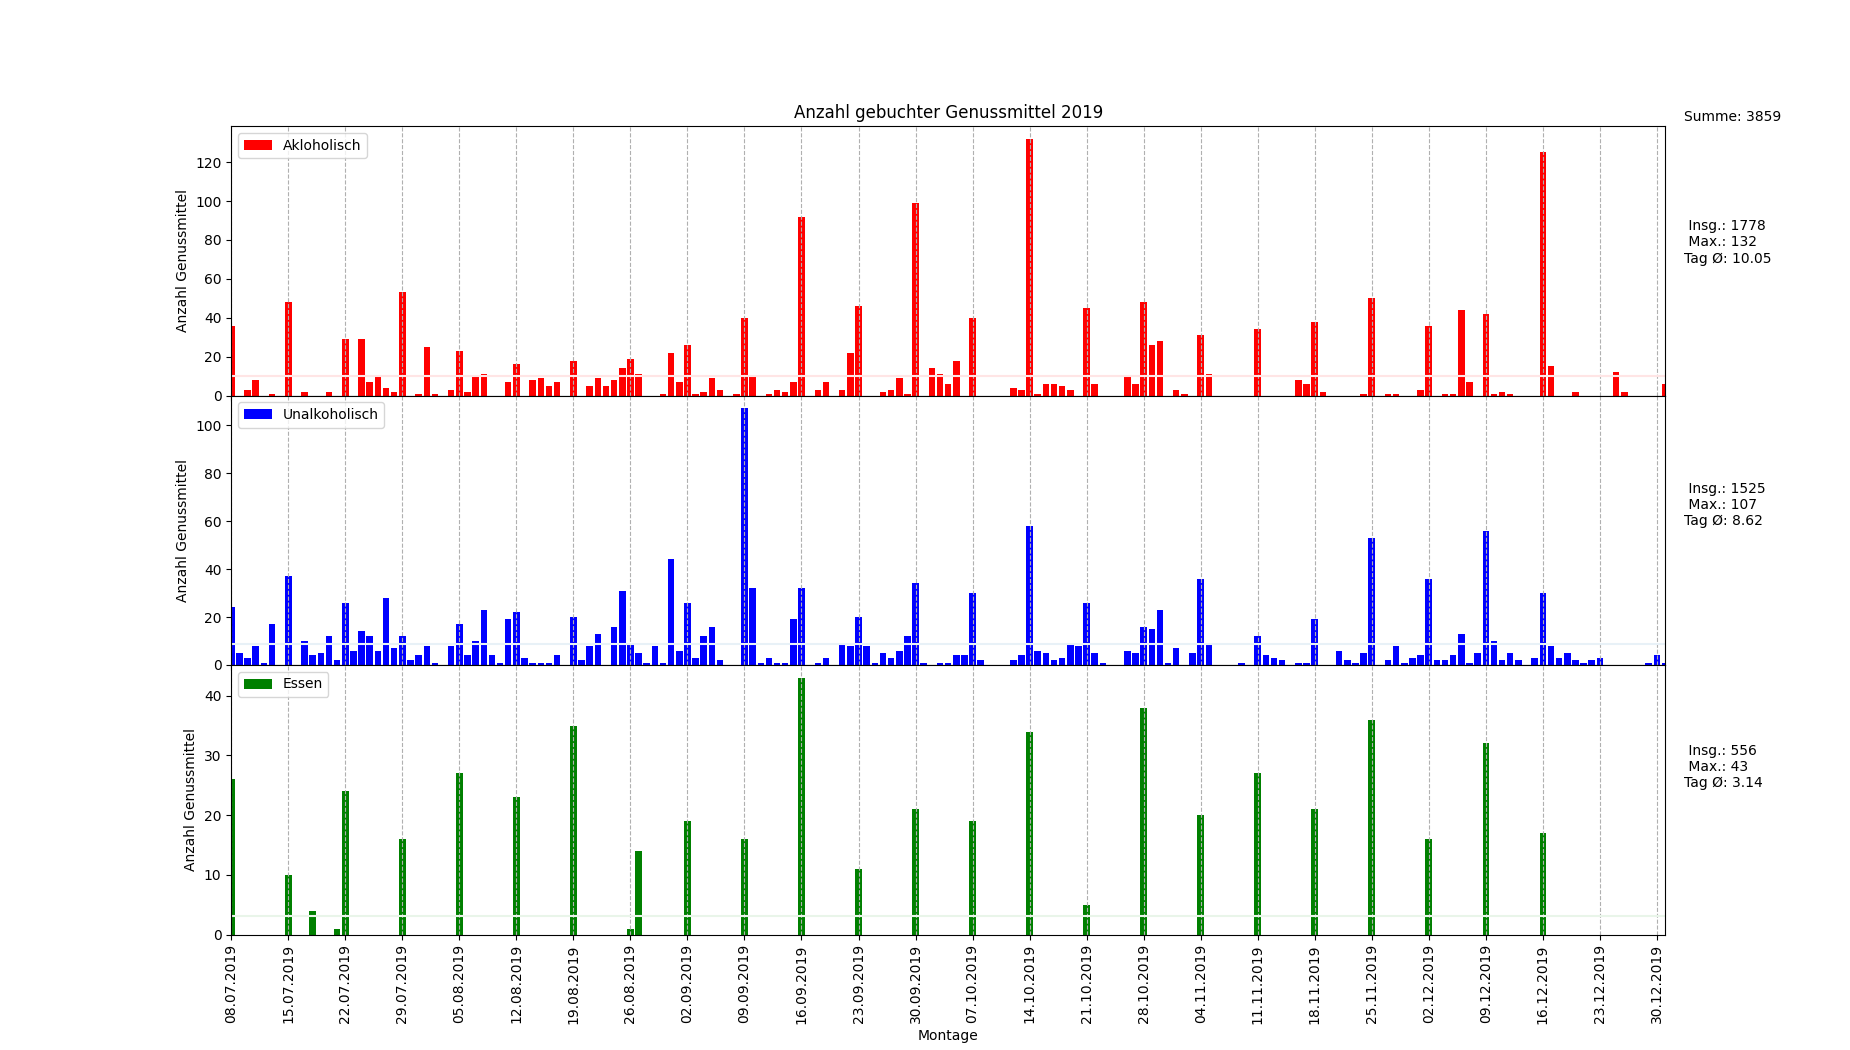 Anzahl gebuchter Genussmittel 2019
Summe: 3859
Akloholisch
Anzahl Genussmittel
120
100
80
60
40
20
0
Insg.: 1778
Max.: 132
Tag Ø: 10.05
Unalkoholisch
Anzahl Genussmittel
100
80
60
40
20
0
Insg.: 1525
Max.: 107
Tag Ø: 8.62
Essen
Anzahl Genussmittel
40
30
20
10
0
Insg.: 556
Max.: 43
Tag Ø: 3.14
08.07.2019
15.07.2019
22.07.2019
29.07.2019
05.08.2019
12.08.2019
19.08.2019
26.08.2019
02.09.2019
09.09.2019
16.09.2019
23.09.2019
30.09.2019
07.10.2019
14.10.2019
21.10.2019
28.10.2019
04.11.2019
11.11.2019
18.11.2019
25.11.2019
02.12.2019
09.12.2019
16.12.2019
23.12.2019
30.12.2019
Montage